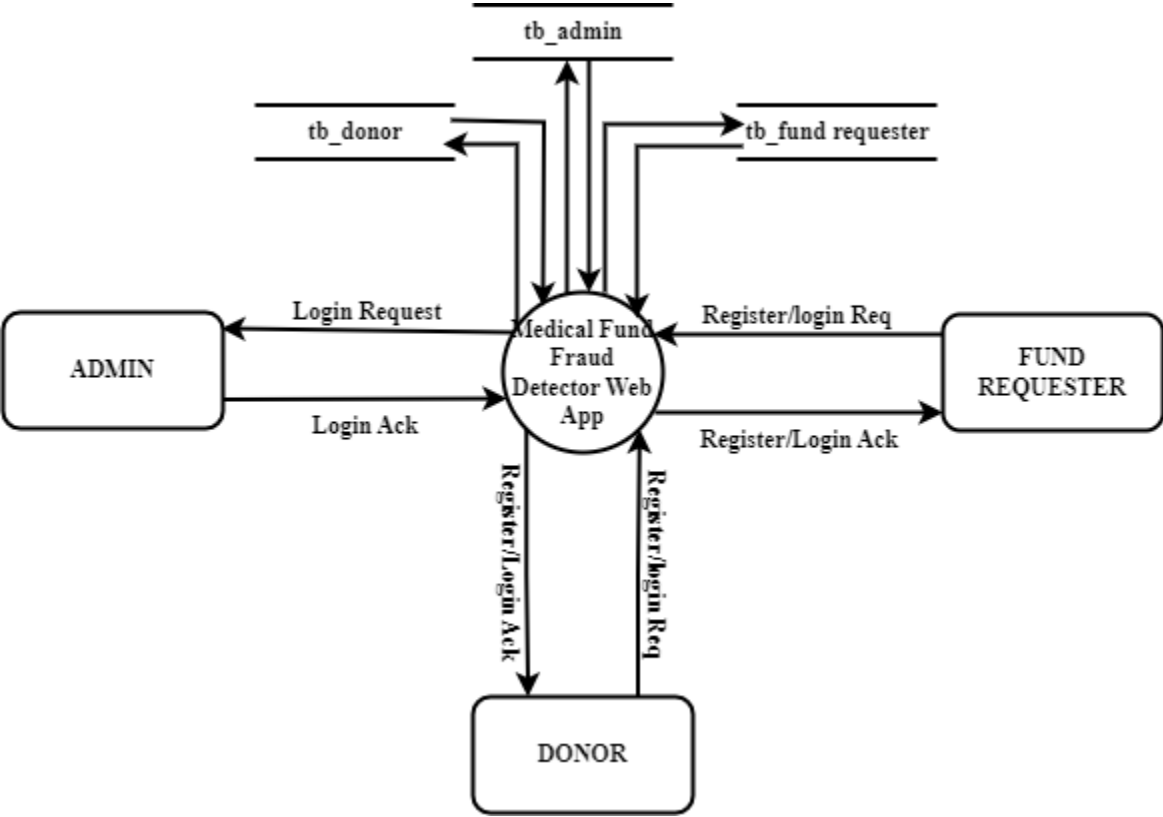 tb_admin
tb_donor
tb_fund requester
Login Request
Register/login Req
ADMIN
Medical Fund
Fraud
Detector Web
App
FUND
REQUESTER
Login Ack
Register/Login Ack
Register/Login Ack
Register/login Req
DONOR